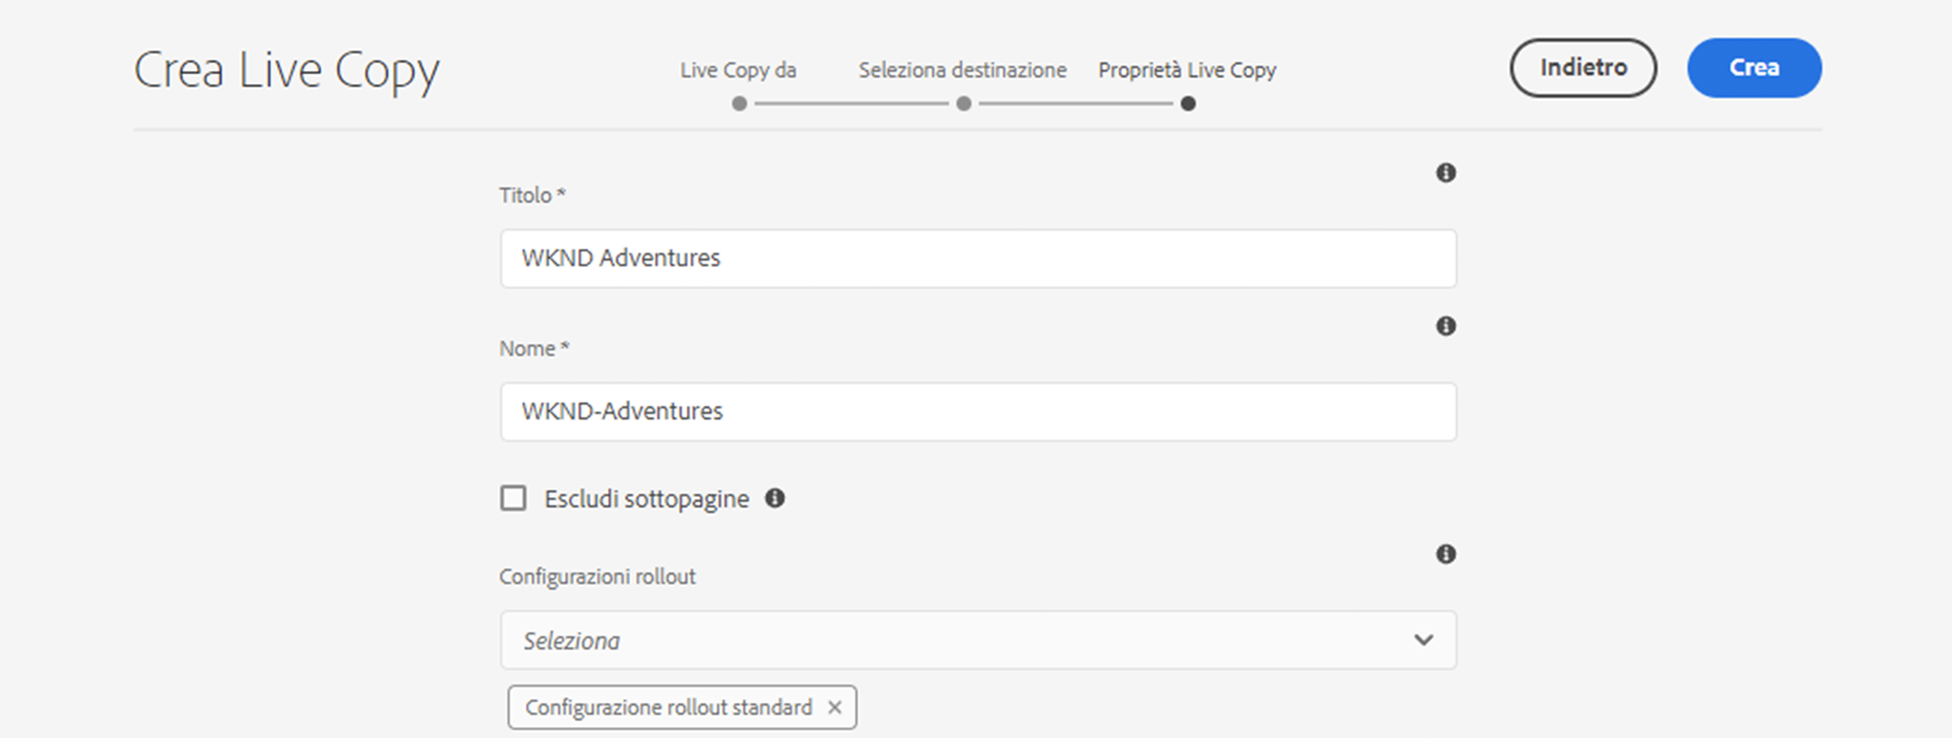 Crea Live Copy
Live Copy da
Seleziona destinazione
Proprietà Live Copy
Indietro
Crea
Titolo *
WKND Adventures
Nome *
WKND-Adventures
Escludi sottopagine
Configurazioni rollout
Seleziona
Configurazione rollout standard